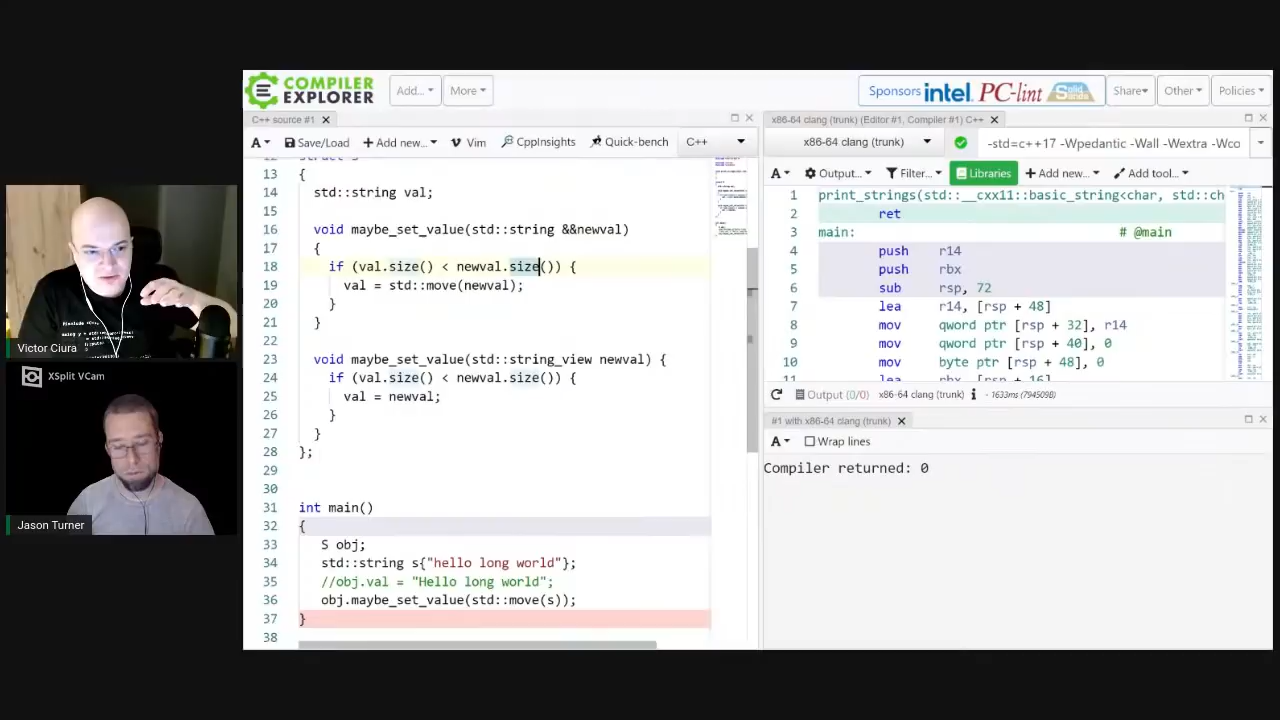 COMPILER
EXPLORER
Add...
More
Sponsors intel PC-lint Solid Sands
Share
Other
Policies
C++ source #1
A
Save/Load
Add new...
Vim
CppInsights
Quick-bench
C++
13 {
14 std::string val;
15
16 void maybe_set_value(std::string &&newval)
17 {
18 if (val.size() < newval.size()) {
19 val = std::move(newval);
20 }
21 }
22
23 void maybe_set_value(std::string_view newval) {
24 if (val.size() < newval.size()) {
25 val = newval;
26 }
27 }
28 };
29
30
31 int main()
32 {
33 S obj;
34 std::string s{"hello long world"};
35 //obj.val = "Hello long world";
36 obj.maybe_set_value(std::move(s));
37 }
38
x86-64 clang (trunk) (Editor #1, Compiler #1) C++
x86-64 clang (trunk)
-std=c++17 -Wpedantic -Wall -Wextra -Wco
A
Output...
Filter...
Libraries
Add new...
Add tool...
1 print_strings(std::__cxx11::basic_string<char, std::ch
2 ret
3 main: # @main
4 push r14
5 push rbx
6 sub rsp, 72
7 lea r14, [rsp + 48]
8 mov qword ptr [rsp + 32], r14
9 mov qword ptr [rsp + 40], 0
10 mov byte ptr [rsp + 48], 0
11 lea rbx, [rsp + 16]
Output (0/0) x86-64 clang (trunk) i - 1633ms (794509B)
#1 with x86-64 clang (trunk)
A
Wrap lines
Compiler returned: 0
Victor Ciura
XSplit VCam
Jason Turner